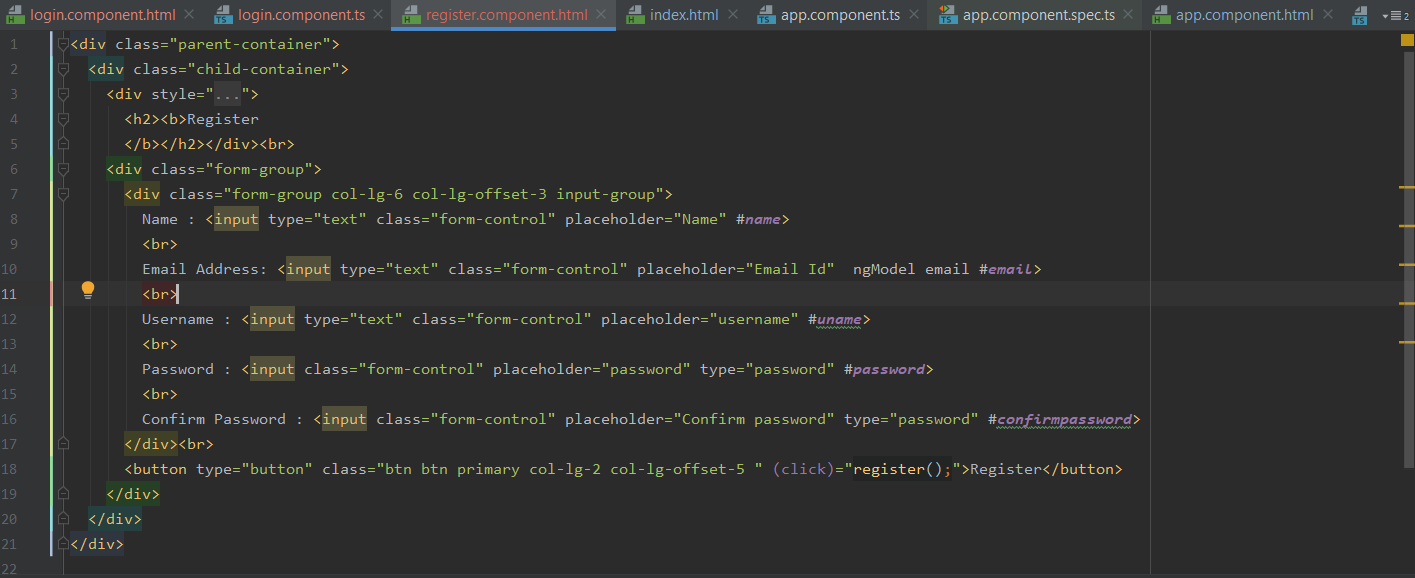 login.component.html login.component.ts register.component.html index.html app.component.ts app.component.spec.ts app.component.html 2
1 <div class="parent-container">
2 <div class="child-container">
3 <div style="...">
4 <h2><b>Register
5 </b></h2></div><br>
6 <div class="form-group">
7 <div class="form-group col-lg-6 col-lg-offset-3 input-group">
8 Name : <input type="text" class="form-control" placeholder="Name" #name>
9 <br>
10 Email Address: <input type="text" class="form-control" placeholder="Email Id"  ngModel email #email>
11 <br>
12 Username : <input type="text" class="form-control" placeholder="username" #uname>
13 <br>
14 Password : <input class="form-control" placeholder="password" type="password" #password>
15 <br>
16 Confirm Password : <input class="form-control" placeholder="Confirm password" type="password" #confirmpassword>
17 </div><br>
18 <button type="button" class="btn btn primary col-lg-2 col-lg-offset-5 " (click)="register();">Register</button>
19 </div>
20 </div>
21 </div>
22